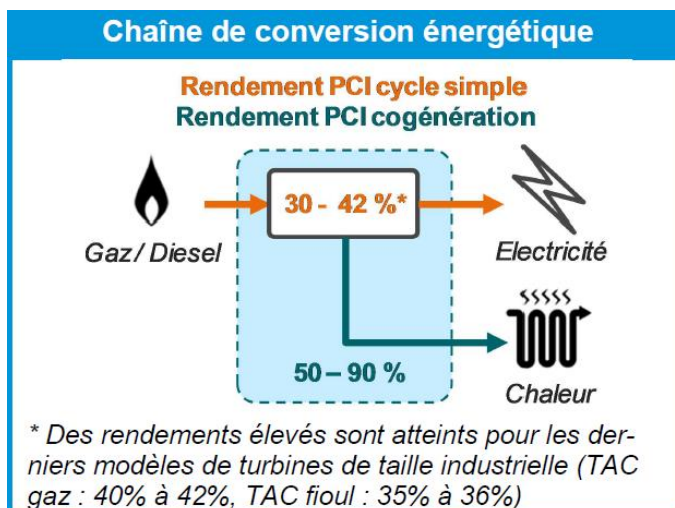 Chaîne de conversion énergétique
Rendement PCI cycle simple
Rendement PCI cogénération
30 - 42 %*
Gaz / Diesel
Electricité
50 – 90 %
Chaleur
* Des rendements élevés sont atteints pour les der-
niers modèles de turbines de taille industrielle (TAC
gaz : 40% à 42%, TAC fioul : 35% à 36%)